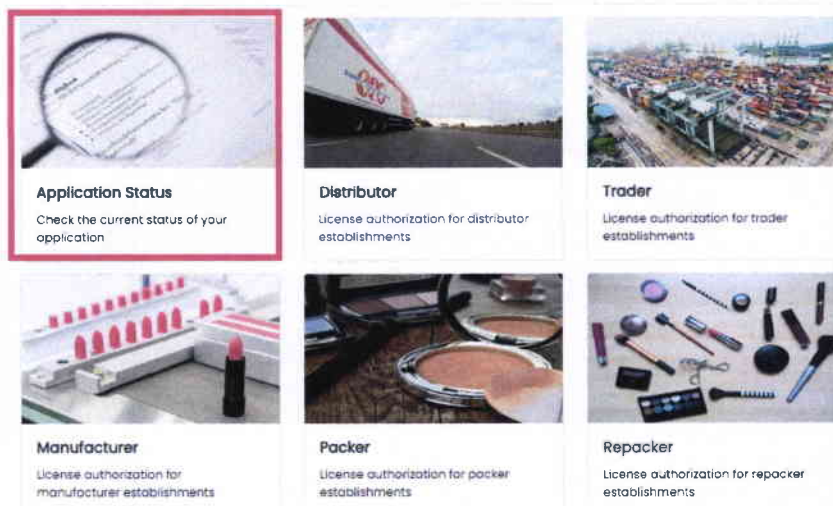 Application Status
Check the current status of your
application
Distributor
License authorization for distributor
establishments
Trader
License authorization for trader
establishments
Manufacturer
License authorization for
manufacturer establishments
Packer
License authorization for packer
establishments
Repacker
License authorization for repacker
establishments